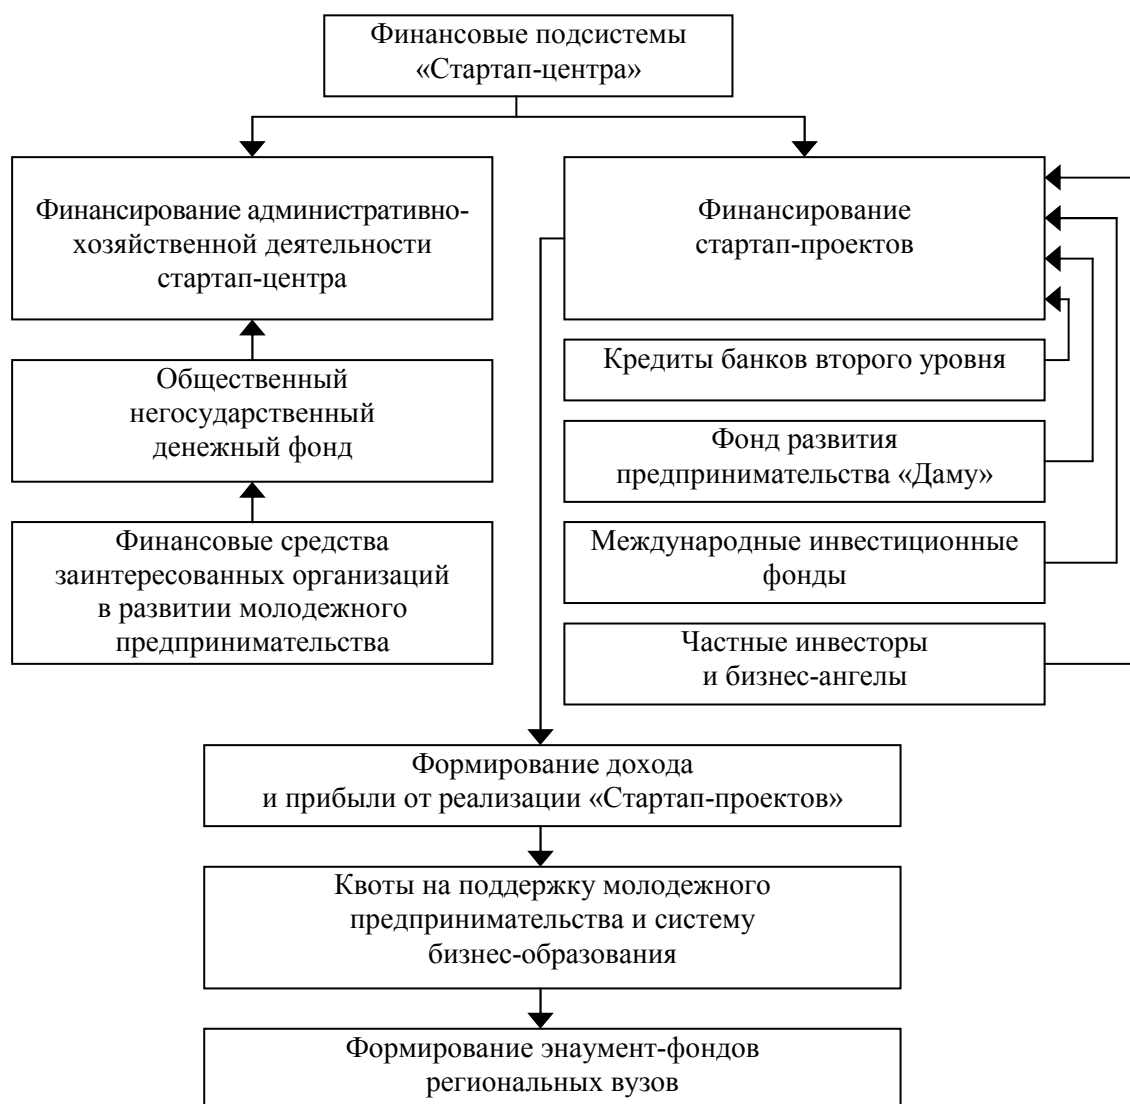 Финансовые подсистемы
«Стартап-центра»
Финансирование административно-
хозяйственной деятельности
стартап-центра
Финансирование
стартап-проектов
Общественный
негосударственный
денежный фонд
Финансовые средства
заинтересованных организаций
в развитии молодежного
предпринимательства
Кредиты банков второго уровня
Фонд развития
предпринимательства «Даму»
Международные инвестиционные
фонды
Частные инвесторы
и бизнес-ангелы
Формирование дохода
и прибыли от реализации «Стартап-проектов»
Квоты на поддержку молодежного
предпринимательства и систему
бизнес-образования
Формирование энаумент-фондов
региональных вузов